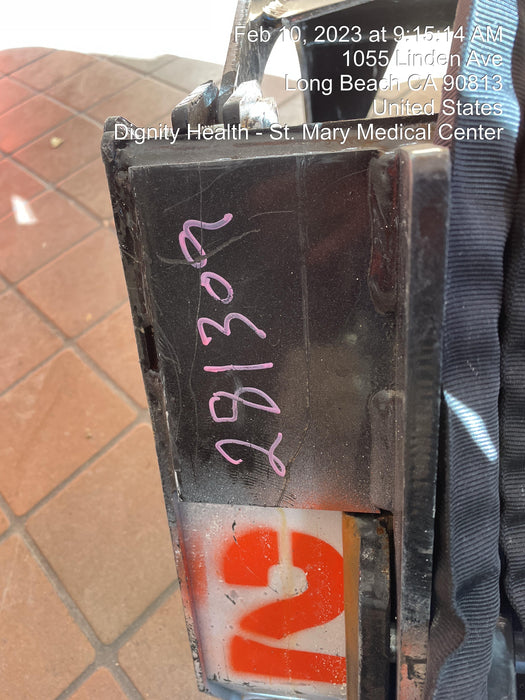 Feb 10, 2023 at 9:15:14 AM
1055 Linden Ave
Long Beach CA 90813
United States
Dignity Health - St. Mary Medical Center
281309
2